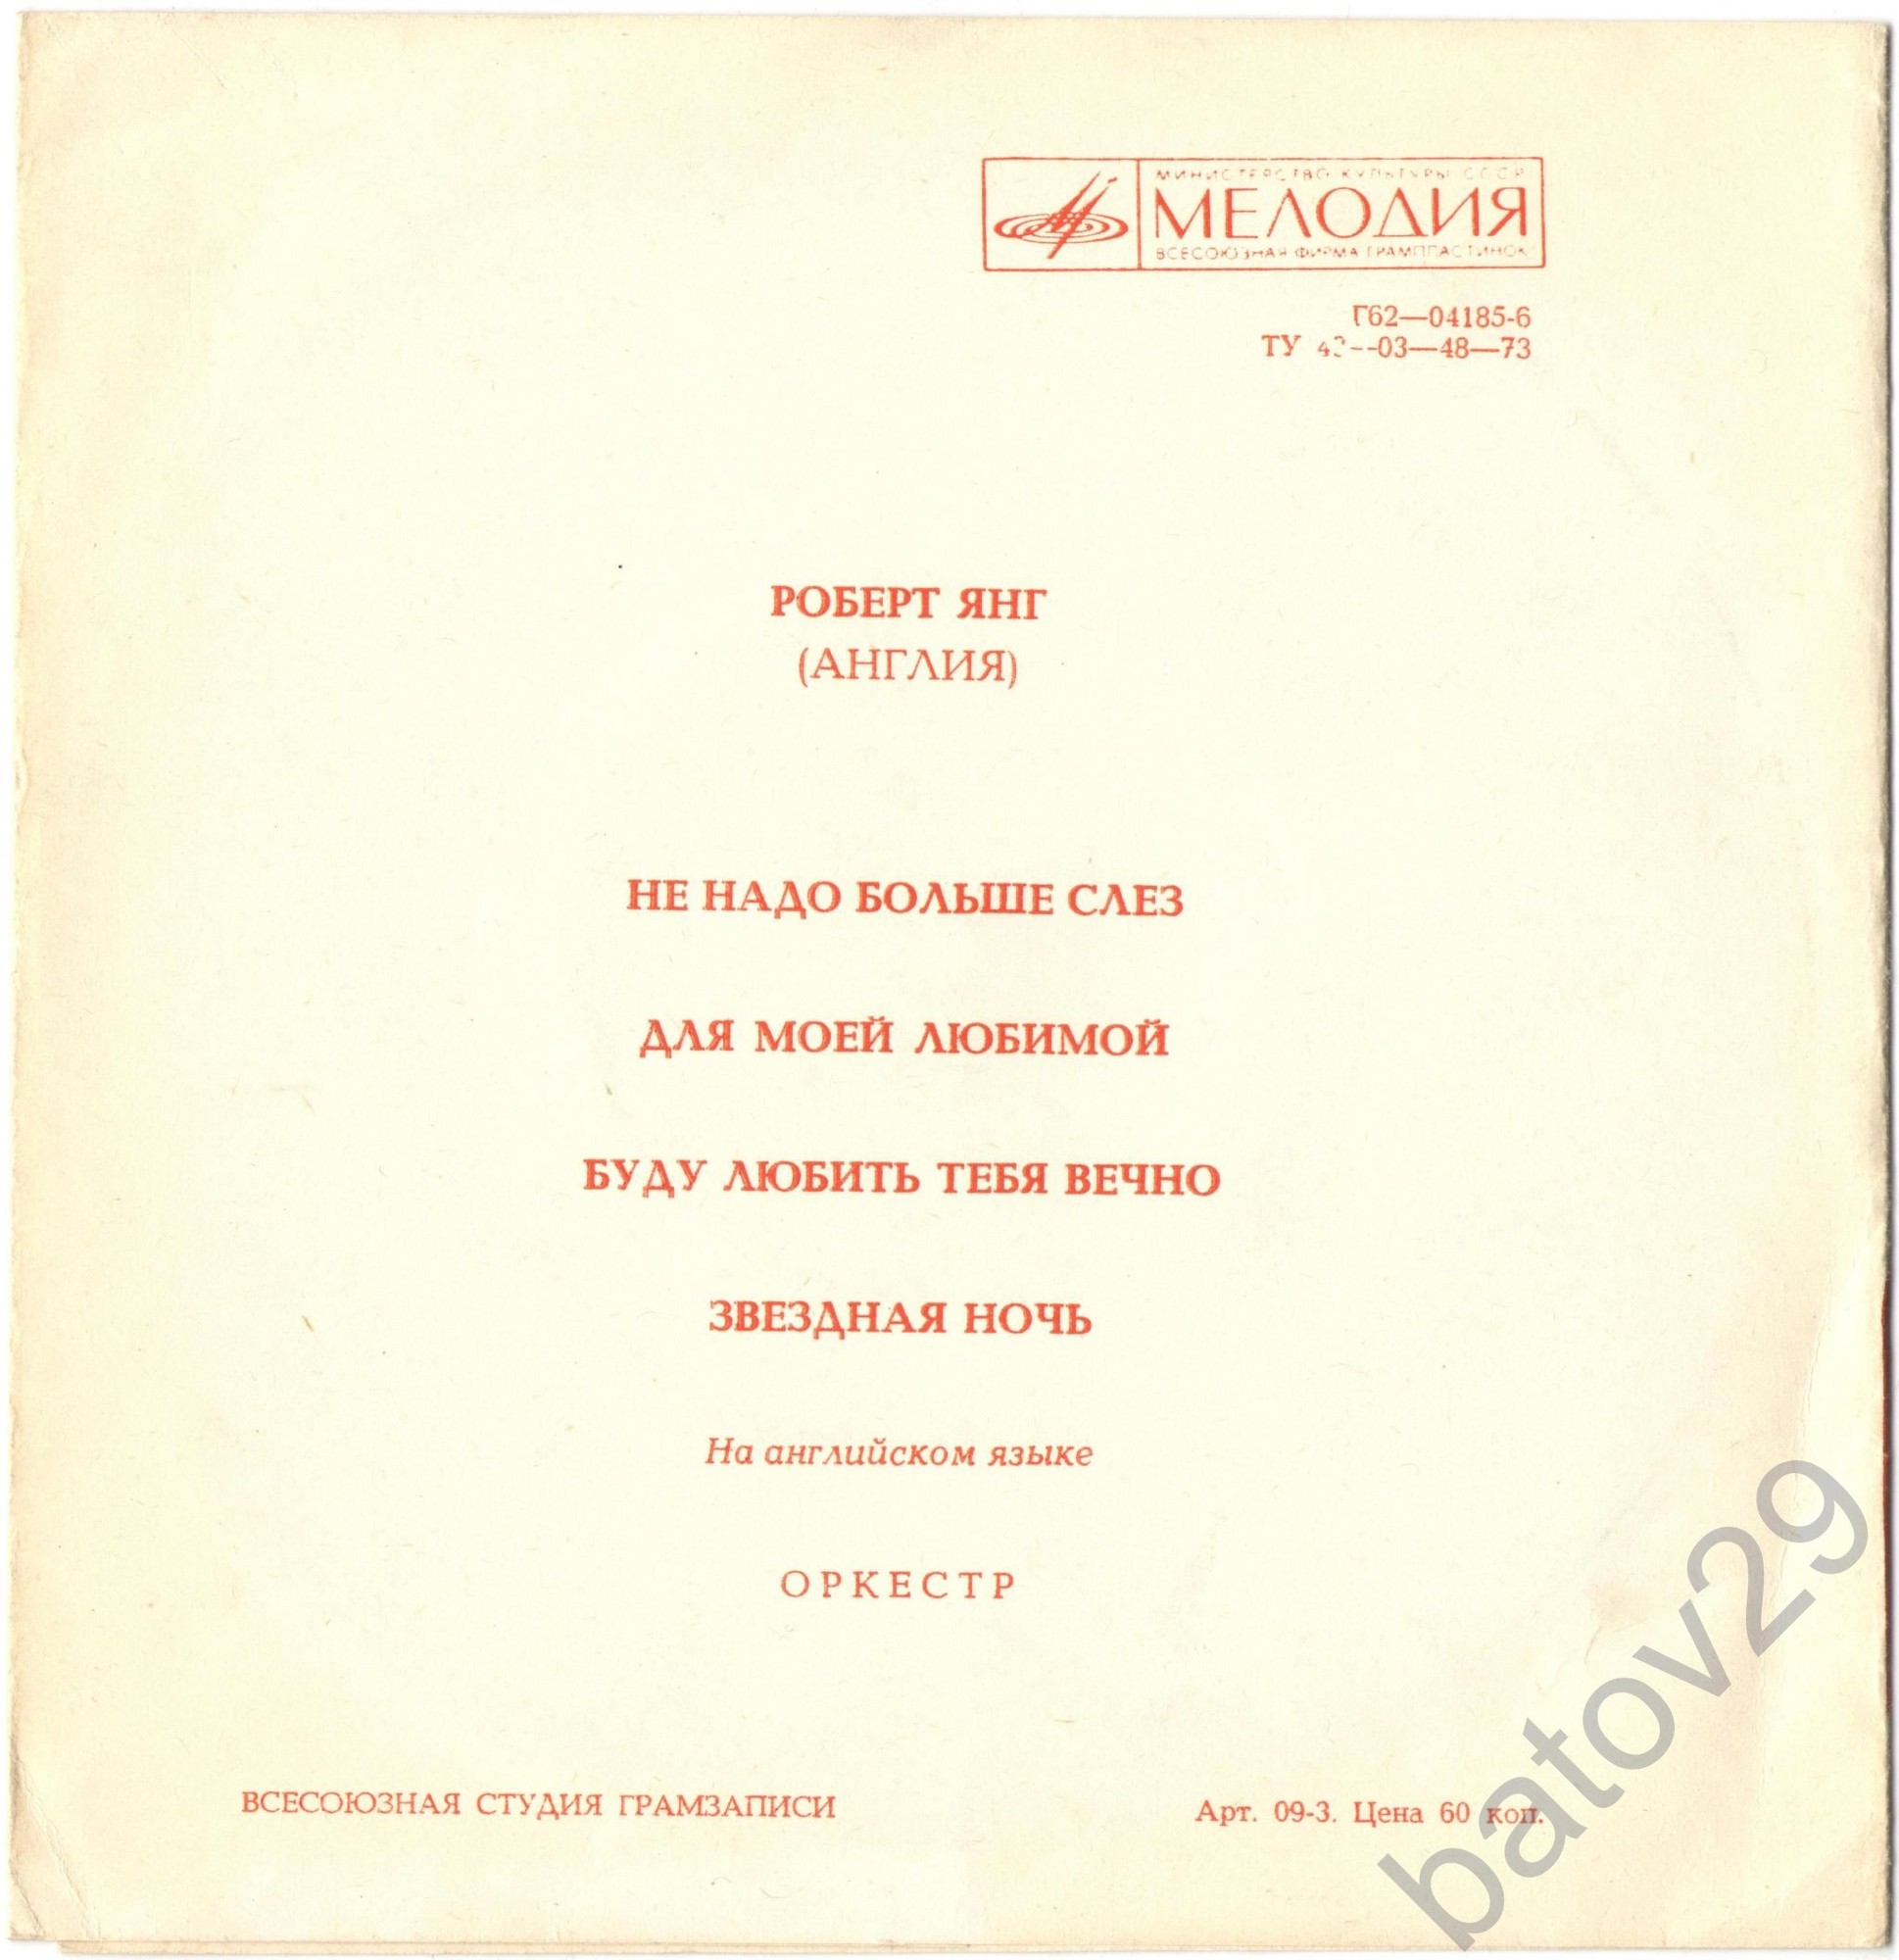 МИНИСТЕРСТВО КУЛЬТУРЫ СССР
МЕЛОДИЯ
ВСЕСОЮЗНАЯ ФИРМА ГРАМПЛАСТИНОК
Г62—04185-6
ТУ —03—48—73
РОБЕРТ ЯНГ
(АНГЛИЯ)
НЕ НАДО БОЛЬШЕ СЛЕЗ
ДЛЯ МОЕЙ ЛЮБИМОЙ
БУДУ ЛЮБИТЬ ТЕБЯ ВЕЧНО
ЗВЕЗДНАЯ НОЧЬ
На английском языке
ОРКЕСТР
ВСЕСОЮЗНАЯ СТУДИЯ ГРАМЗАПИСИ
Арт. 09-3. Цена 60 коп.
batov29